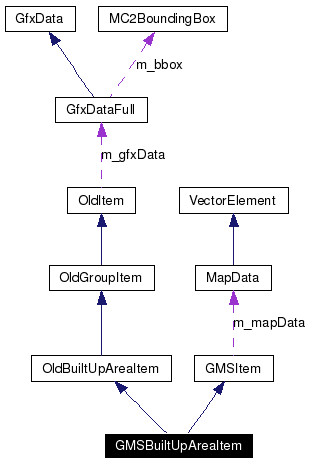 GfxData
MC2BoundingBox
m_bbox
GfxDataFull
m_gfxData
OldItem
VectorElement
OldGroupItem
MapData
m_mapData
OldBuiltUpAreaItem
GMSItem
GMSBuiltUpAreaItem